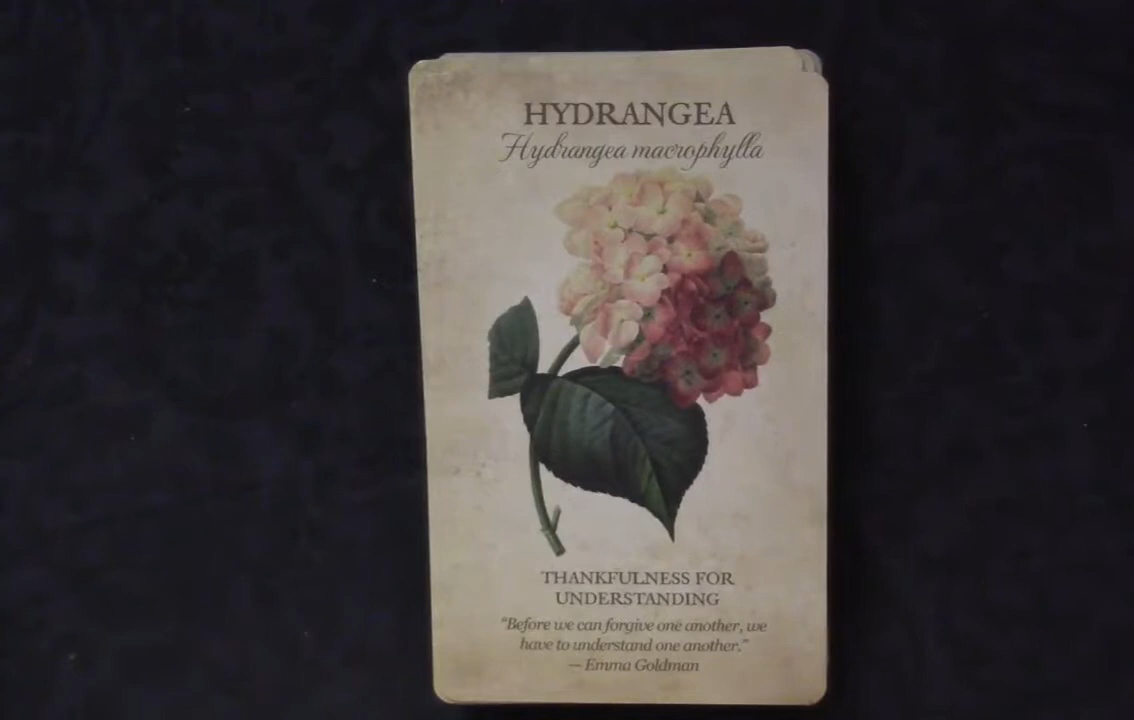 HYDRANGEA
Hydrangea macrophylla
THANKFULNESS FOR
UNDERSTANDING
“Before we can forgive one another, we
have to understand one another.”
— Emma Goldman